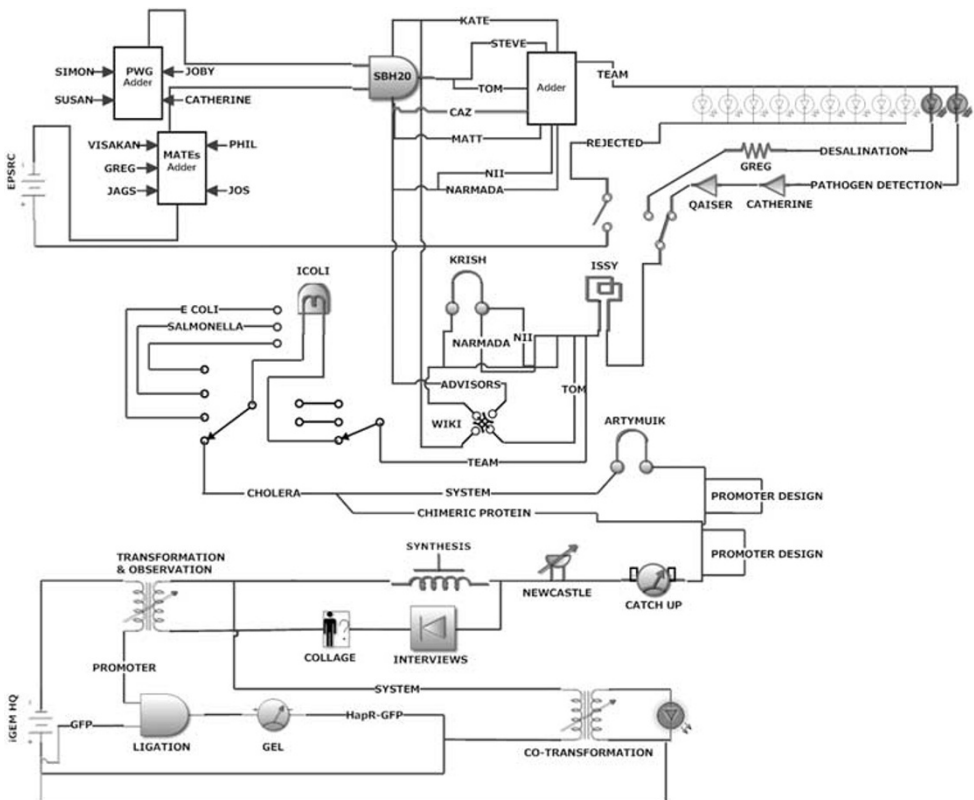 KATE
STEVE
SBH20
TOM
Adder
TEAM
CAZ
MATT
NII
NARMADA
SIMON
PWG
Adder
JOBY
SUSAN
CATHERINE
VISAKAN
MATEs
Adder
PHIL
GREG
JAGS
JOS
EPSRC
REJECTED
GREG
DESALINATION
QAISER
CATHERINE
PATHOGEN DETECTION
ICOLI
KRISH
ISSY
E COLI
SALMONELLA
NARMADA
NII
ADVISORS
TOM
WIKI
TEAM
ARTYMUIK
CHOLERA
SYSTEM
CHIMERIC PROTEIN
PROMOTER DESIGN
PROMOTER DESIGN
TRANSFORMATION
& OBSERVATION
SYNTHESIS
NEWCASTLE
CATCH UP
COLLAGE
?
INTERVIEWS
PROMOTER
SYSTEM
iGEM HQ
GFP
LIGATION
GEL
HapR-GFP
CO-TRANSFORMATION